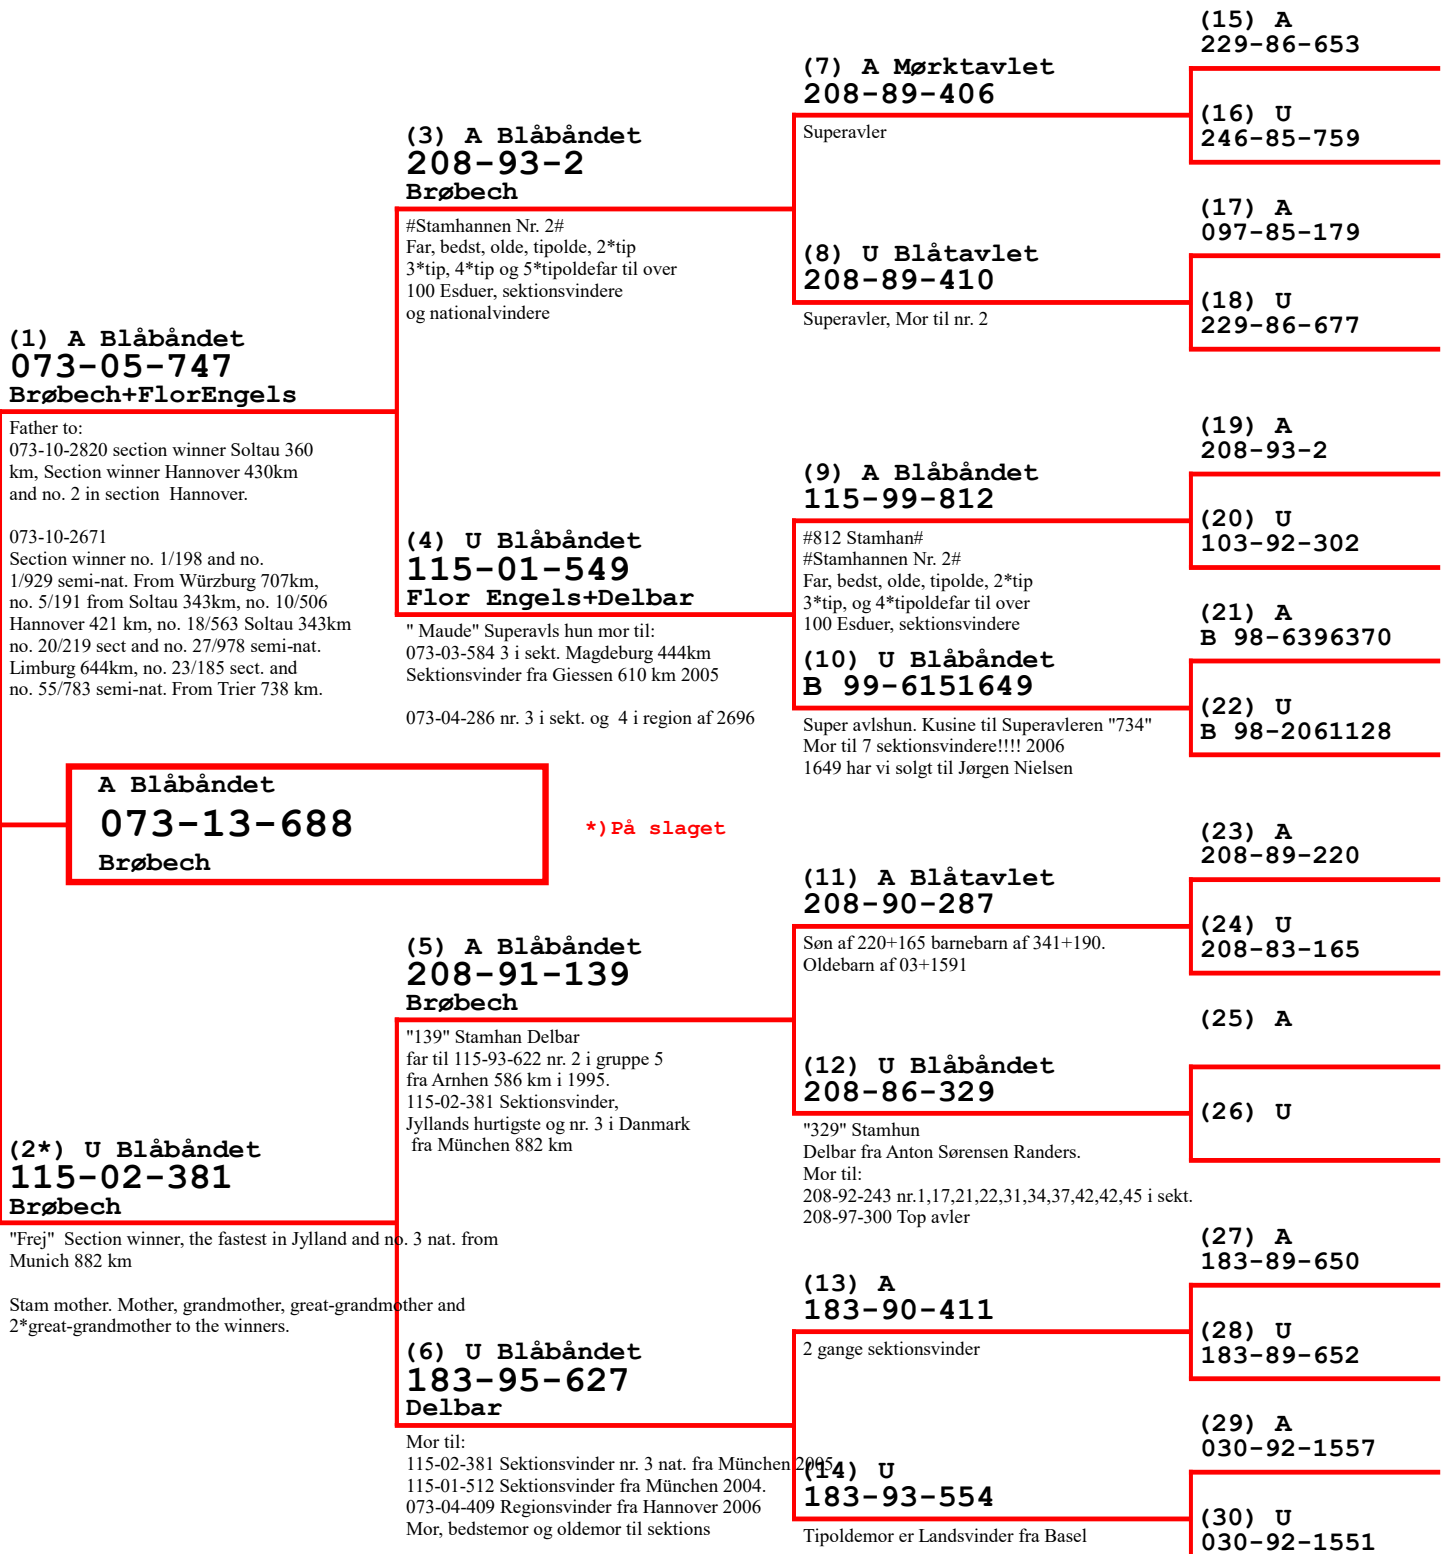 (1) A Blåbåndet
073-05-747
Brøbech+FlorEngels
Father to:
073-10-2820 section winner Soltau 360
km, Section winner Hannover 430km
and no. 2 in section  Hannover.
073-10-2671
Section winner no. 1/198 and no.
1/929 semi-nat. From Würzburg 707km,
no. 5/191 from Soltau 343km, no. 10/506
Hannover 421 km, no. 18/563 Soltau 343km
no. 20/219 sect and no. 27/978 semi-nat.
Limburg 644km, no. 23/185 sect. and
no. 55/783 semi-nat. From Trier 738 km.
A Blåbåndet
073-13-688
Brøbech
*)På slaget
(2*) U Blåbåndet
115-02-381
Brøbech
"Frej"  Section winner, the fastest in Jylland and no. 3 nat. from
Munich 882 km
Stam mother. Mother, grandmother, great-grandmother and
2*great-grandmother to the winners.
(3) A Blåbåndet
208-93-2
Brøbech
#Stamhannen Nr. 2#
Far, bedst, olde, tipolde, 2*tip
3*tip, 4*tip og 5*tipoldefar til over
100 Esduer, sektionsvindere
og nationalvindere
(4) U Blåbåndet
115-01-549
Flor Engels+Delbar
" Maude" Superavls hun mor til:
073-03-584 3 i sekt. Magdeburg 444km
Sektionsvinder fra Giessen 610 km 2005
073-04-286 nr. 3 i sekt. og  4 i region af 2696
(5) A Blåbåndet
208-91-139
Brøbech
"139" Stamhan Delbar
far til 115-93-622 nr. 2 i gruppe 5
fra Arnhen 586 km i 1995.
115-02-381 Sektionsvinder,
Jyllands hurtigste og nr. 3 i Danmark
fra München 882 km
(6) U Blåbåndet
183-95-627
Delbar
Mor til:
115-02-381 Sektionsvinder nr. 3 nat. fra München 2005.
115-01-512 Sektionsvinder fra München 2004.
073-04-409 Regionsvinder fra Hannover 2006
Mor, bedstemor og oldemor til sektions
(7) A Mørktavlet
208-89-406
Superavler
(8) U Blåtavlet
208-89-410
Superavler, Mor til nr. 2
(9) A Blåbåndet
115-99-812
#812 Stamhan#
#Stamhannen Nr. 2#
Far, bedst, olde, tipolde, 2*tip
3*tip, og 4*tipoldefar til over
100 Esduer, sektionsvindere
(10) U Blåbåndet
B 99-6151649
Super avlshun. Kusine til Superavleren "734"
Mor til 7 sektionsvindere!!!! 2006
1649 har vi solgt til Jørgen Nielsen
(11) A Blåtavlet
208-90-287
Søn af 220+165 barnebarn af 341+190.
Oldebarn af 03+1591
(12) U Blåbåndet
208-86-329
"329" Stamhun
Delbar fra Anton Sørensen Randers.
Mor til:
208-92-243 nr.1,17,21,22,31,34,37,42,42,45 i sekt.
208-97-300 Top avler
(13) A
183-90-411
2 gange sektionsvinder
(14) U
183-93-554
Tipoldemor er Landsvinder fra Basel
(15) A
229-86-653
(16) U
246-85-759
(17) A
097-85-179
(18) U
229-86-677
(19) A
208-93-2
(20) U
103-92-302
(21) A
B 98-6396370
(22) U
B 98-2061128
(23) A
208-89-220
(24) U
208-83-165
(25) A
(26) U
(27) A
183-89-650
(28) U
183-89-652
(29) A
030-92-1557
(30) U
030-92-1551